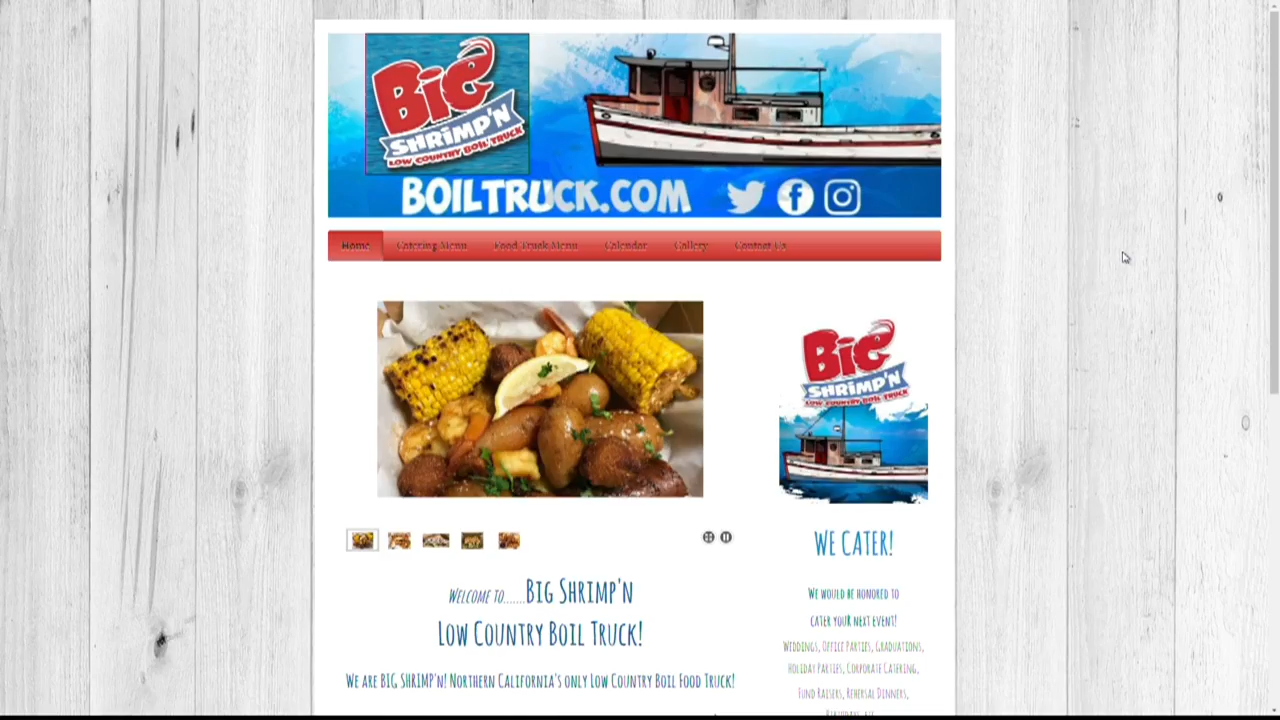 BiG
SHRiMP'N
LOW COUNTRY BOIL TRUCK
BOILTRUCK.COM
Home Catering Menu Food Truck Menu Calendar Gallery Contact Us
BiG
SHRiMP'N
LOW COUNTRY BOIL TRUCK
WE CATER!
WE WOULD BE HONORED TO
CATER YOUR NEXT EVENT!
WEDDINGS, OFFICE PARTIES, GRADUATIONS,
HOLIDAY PARTIES, CORPORATE CATERING,
FUND RAISERS, REHERSAL DINNERS,
WELCOME TO.......BIG SHRIMP'N
LOW COUNTRY BOIL TRUCK!
WE ARE BIG SHRIMP'N! NORTHERN CALIFORNIA'S ONLY LOW COUNTRY BOIL FOOD TRUCK!